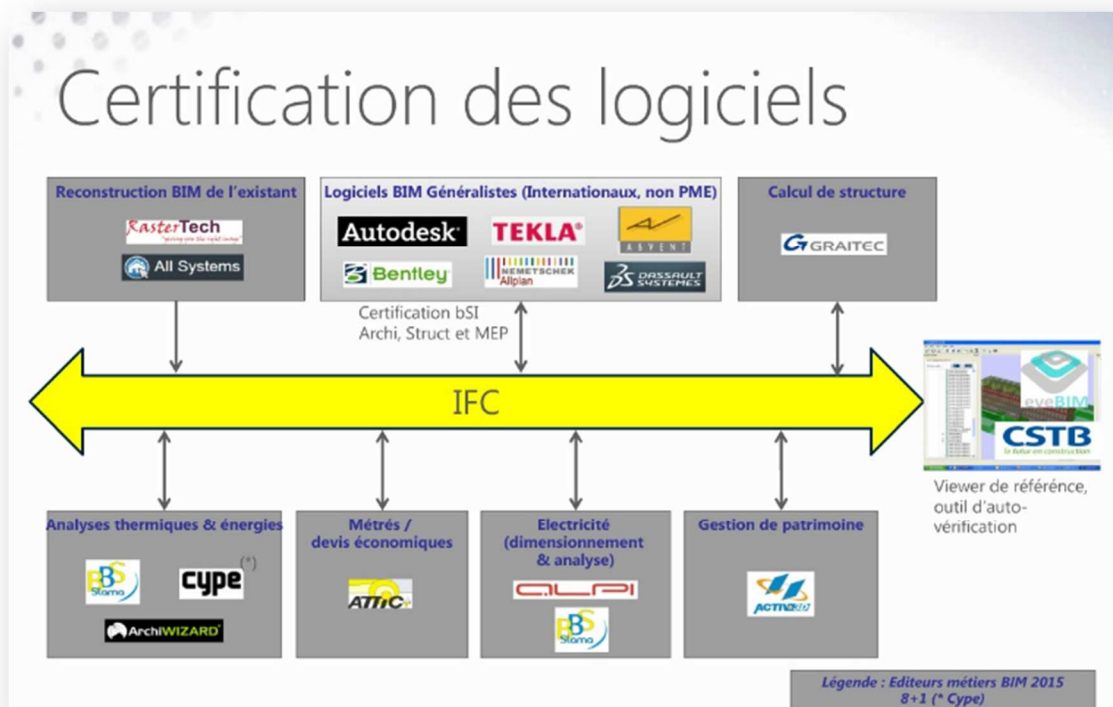 Certification des logiciels
Reconstruction BIM de l'existant
RasterTech
All Systems
Logiciels BIM Généralistes (Internationaux, non PME)
Autodesk
TEKLA
ABVENT
Bentley
NEMETSCHEK
Allplan
DASSAULT
SYSTEMES
Calcul de structure
GRAITEC
Certification bSI
Archi, Struct et MEP
IFC
eveBIM
CSTB
le futur en construction
Viewer de référénce,
outil d'auto-
vérification
Analyses thermiques & énergies
(*)
BBS
Slama
cype
ArchiWIZARD
Métrés /
devis économiques
ATTIC+
Electricité
(dimensionnement
& analyse)
ALPI
BBS
Slama
Gestion de patrimoine
ACTIVE3D
Légende : Editeurs métiers BIM 2015
8+1 (* Cype)